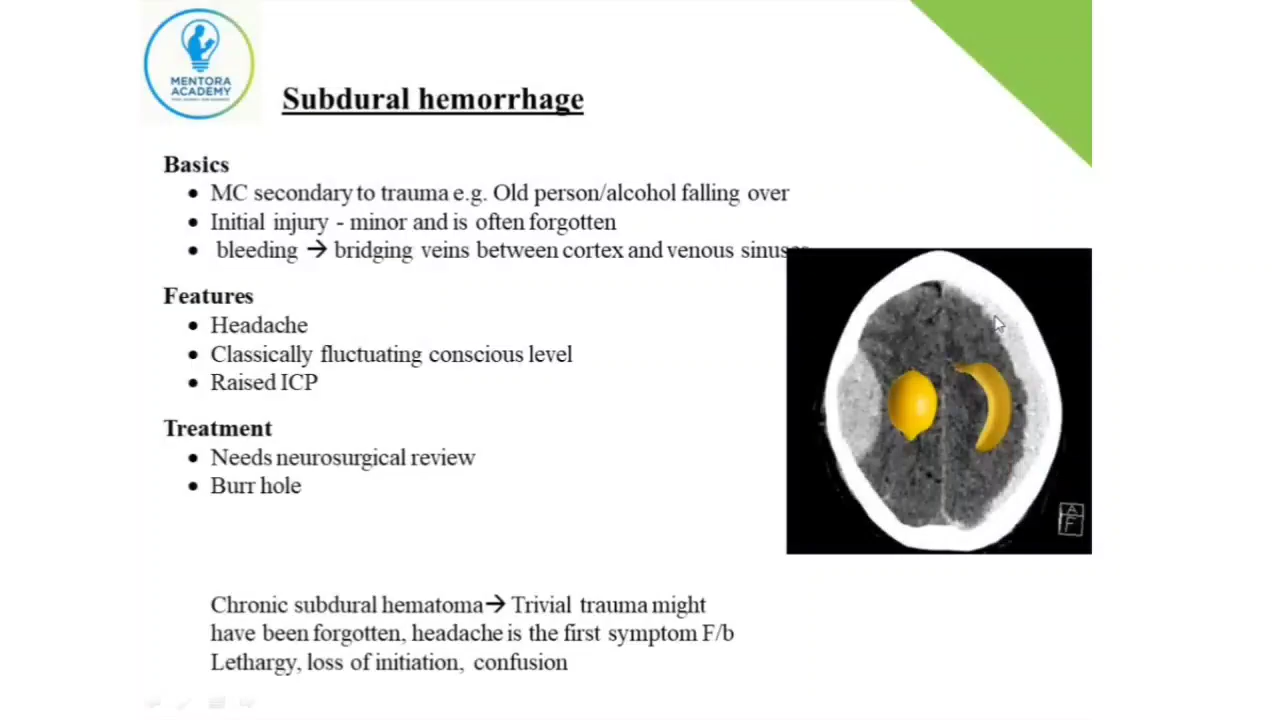 MENTORA
ACADEMY
Subdural hemorrhage
Basics
• MC secondary to trauma e.g. Old person/alcohol falling over
• Initial injury - minor and is often forgotten
• bleeding → bridging veins between cortex and venous sinuses
Features
• Headache
• Classically fluctuating conscious level
• Raised ICP
Treatment
• Needs neurosurgical review
• Burr hole
A
F
Chronic subdural hematoma→ Trivial trauma might
have been forgotten, headache is the first symptom F/b
Lethargy, loss of initiation, confusion